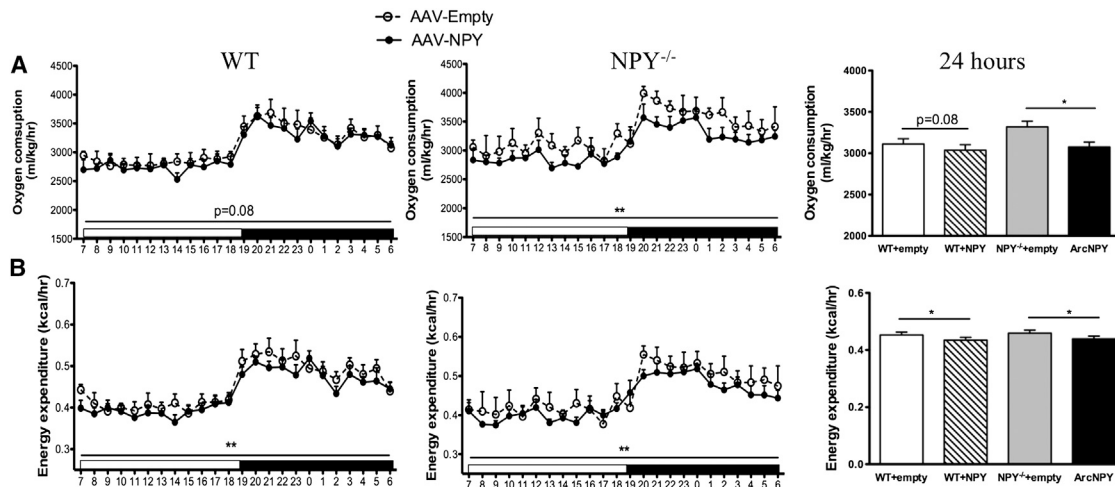 AAV-Empty
AAV-NPY
A
WT
NPY-/-
24 hours
Oxygen consumption
(ml/kg/hr)
4500
4000
3500
3000
2500
2000
1500
p=0.08
7 8 9 10 11 12 13 14 15 16 17 18 19 20 21 22 23 0 1 2 3 4 5 6
Oxygen consumption
(ml/kg/hr)
4500
4000
3500
3000
2500
2000
1500
**
7 8 9 10 11 12 13 14 15 16 17 18 19 20 21 22 23 0 1 2 3 4 5 6
Oxygen consumption
(ml/kg/hr)
4000
3500
3000
2500
2000
p=0.08
*
WT+empty WT+NPY NPY-/-+empty ArcNPY
B
Energy expenditure (kcal/hr)
0.7
0.6
0.5
0.4
0.3
**
7 8 9 10 11 12 13 14 15 16 17 18 19 20 21 22 23 0 1 2 3 4 5 6
Energy expenditure (kcal/hr)
0.7
0.6
0.5
0.4
0.3
**
7 8 9 10 11 12 13 14 15 16 17 18 19 20 21 22 23 0 1 2 3 4 5 6
Energy expenditure (kcal/hr)
0.6
0.4
0.2
0.0
*
*
WT+empty WT+NPY NPY-/-+empty ArcNPY